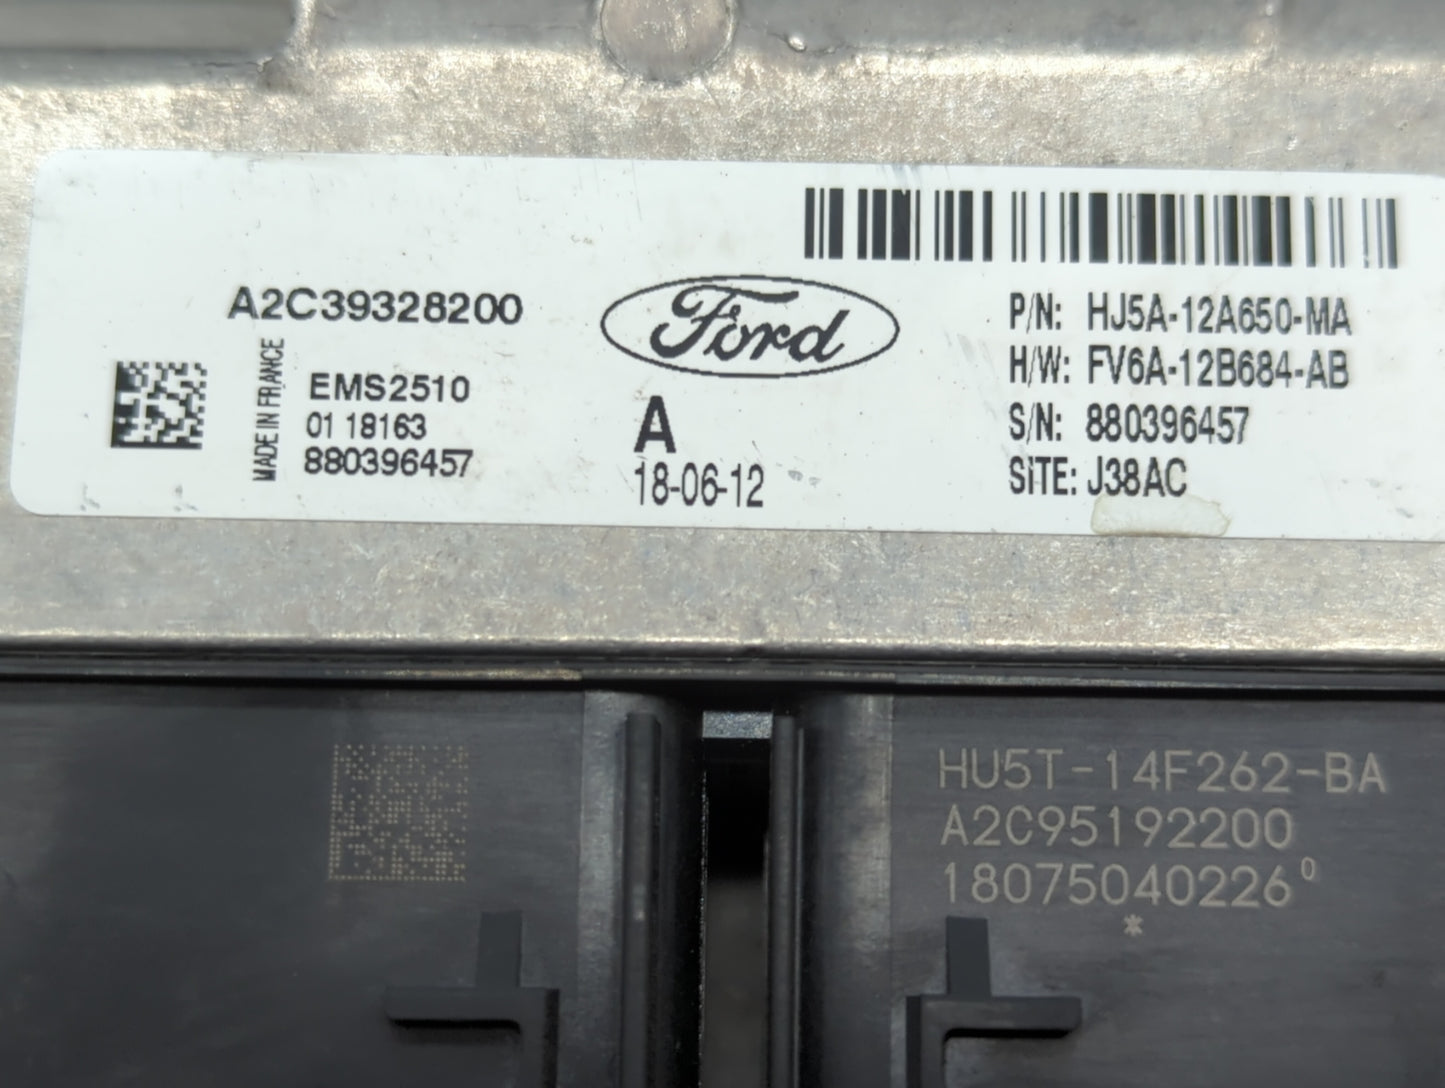 A2C39328200
MADE IN FRANCE
EMS2510
01 18163
880396457
Ford
A
18-06-12
P/N: HJ5A-12A650-MA
H/W: FV6A-12B684-AB
S/N: 880396457
SITE: J38AC
HU5T-14F262-BA
A2C95192200
18075040226⁰
*